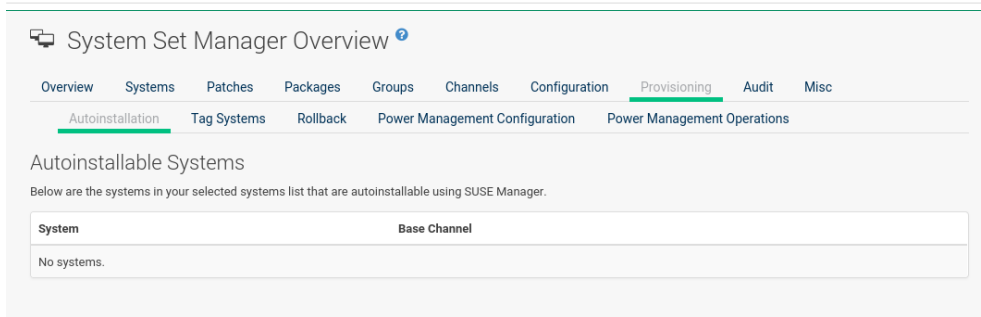 System Set Manager Overview ?
Overview Systems Patches Packages Groups Channels Configuration Provisioning Audit Misc
Autoinstallation Tag Systems Rollback Power Management Configuration Power Management Operations
Autoinstallable Systems
Below are the systems in your selected systems list that are autoinstallable using SUSE Manager.
System Base Channel
No systems.